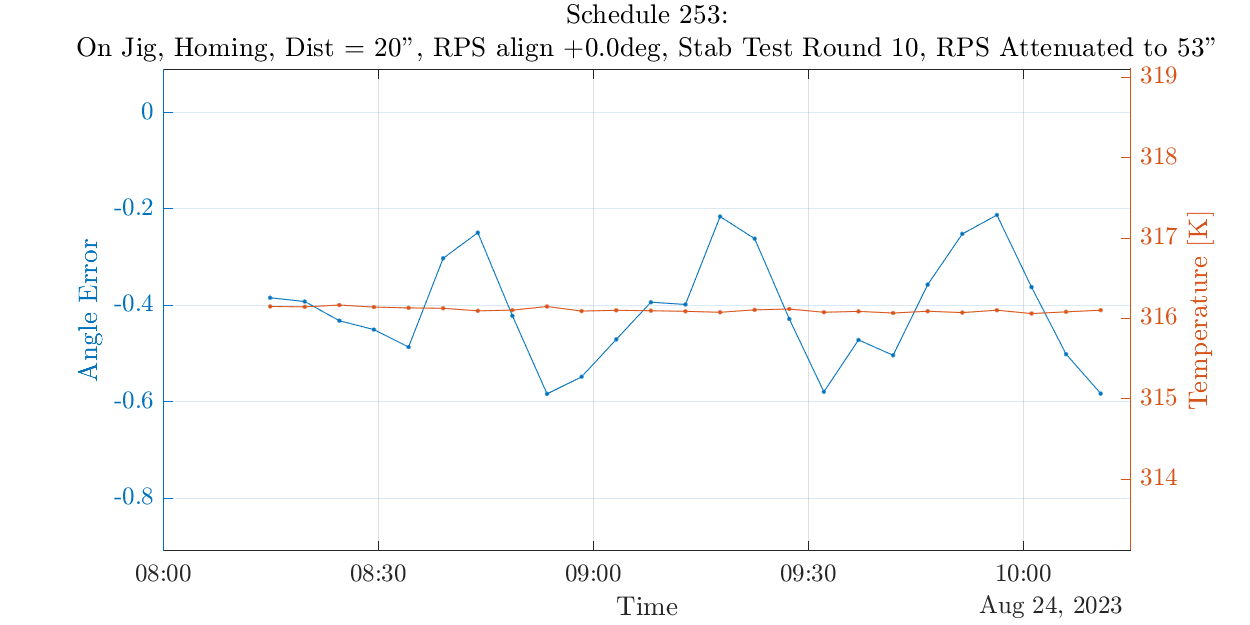 Schedule 253:
On Jig, Homing, Dist = 20”, RPS align +0.0deg, Stab Test Round 10, RPS Attenuated to 53”
0
-0.2
-0.4
-0.6
-0.8
Angle Error
319
318
317
316
315
314
Temperature [K]
08:00 08:30 09:00 09:30 10:00
Time
Aug 24, 2023